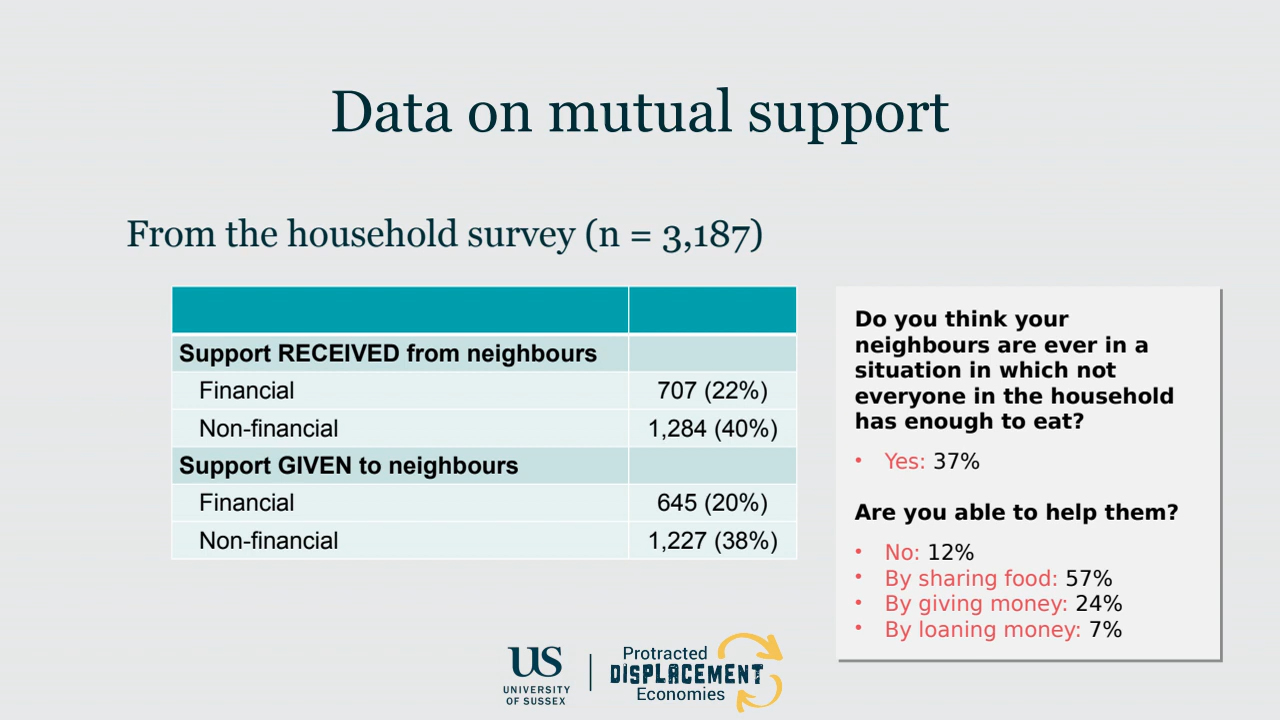 Data on mutual support
From the household survey (n = 3,187)
Support RECEIVED from neighbours
Financial 707 (22%)
Non-financial 1,284 (40%)
Support GIVEN to neighbours
Financial 645 (20%)
Non-financial 1,227 (38%)
Do you think your
neighbours are ever in a
situation in which not
everyone in the household
has enough to eat?
• Yes: 37%
Are you able to help them?
• No: 12%
• By sharing food: 57%
• By giving money: 24%
• By loaning money: 7%
US
UNIVERSITY
OF SUSSEX
Protracted
DISPLACEMENT
Economies